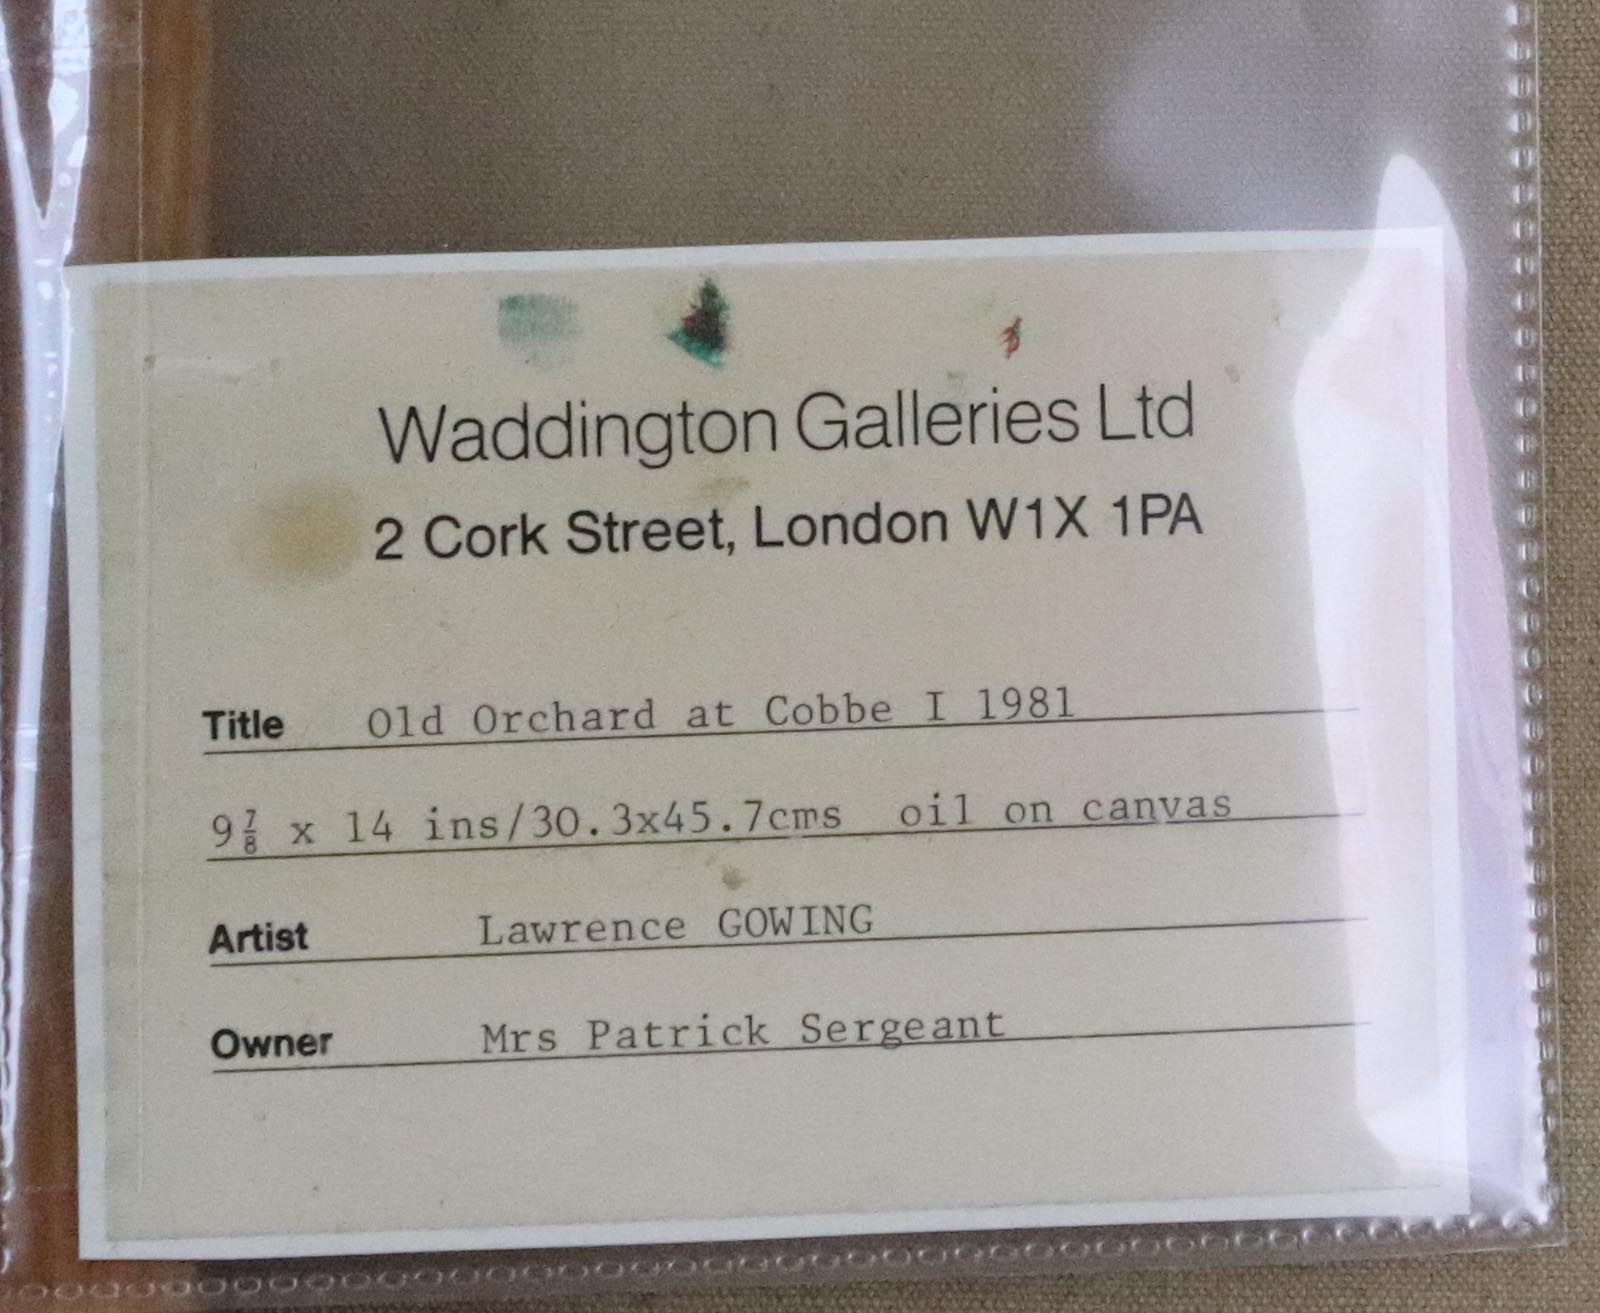 Waddington Galleries Ltd
2 Cork Street, London W1X 1PA
Title Old Orchard at Cobbe I 1981
9⅞ x 14 ins/30.3x45.7cms oil on canvas
Artist Lawrence GOWING
Owner Mrs Patrick Sergeant